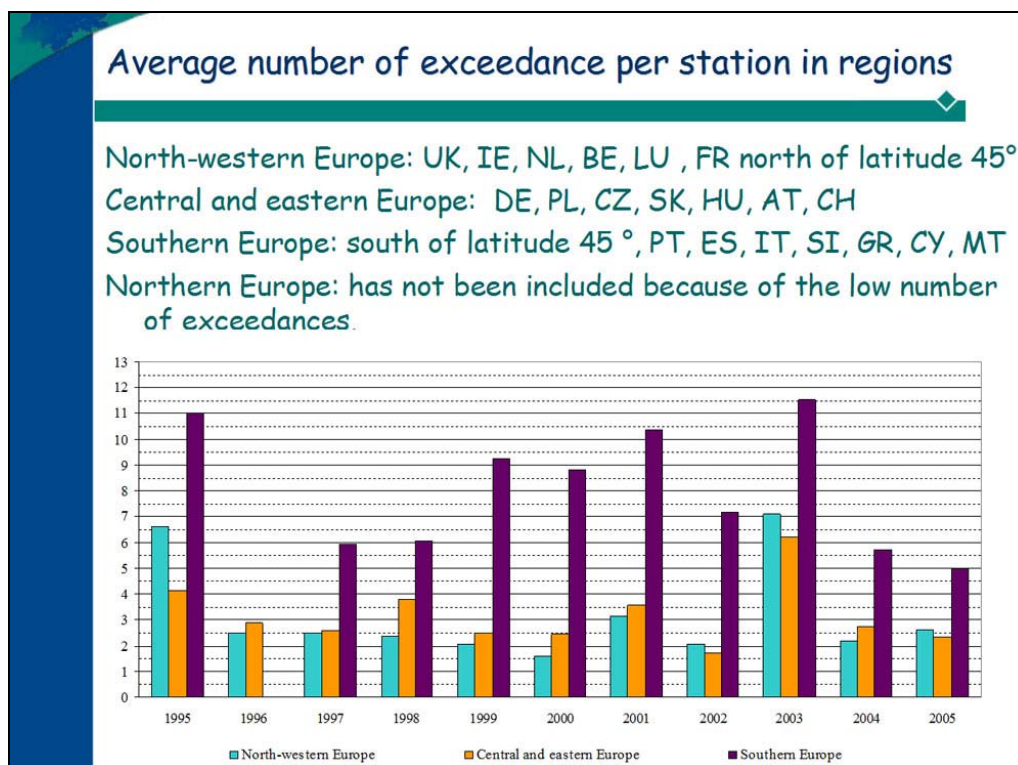 Average number of exceedance per station in regions
North-western Europe: UK, IE, NL, BE, LU , FR north of latitude 45°
Central and eastern Europe: DE, PL, CZ, SK, HU, AT, CH
Southern Europe: south of latitude 45 °, PT, ES, IT, SI, GR, CY, MT
Northern Europe: has not been included because of the low number
of exceedances.
13
12
11
10
9
8
7
6
5
4
3
2
1
0
1995 1996 1997 1998 1999 2000 2001 2002 2003 2004 2005
North-western Europe Central and eastern Europe Southern Europe